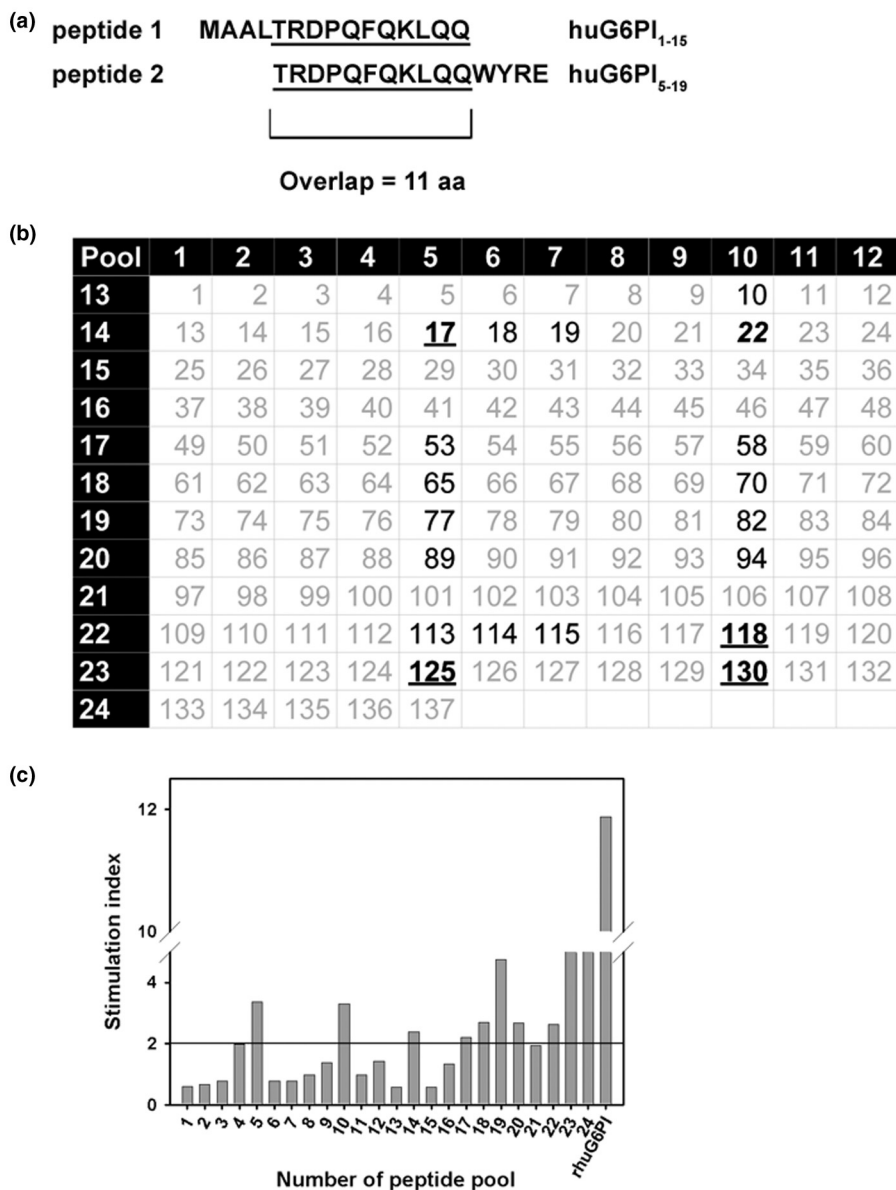 (a)
peptide 1 MAALTRDPQFQKLQQ huG6PI1-15
peptide 2 TRDPQFQKLQQWYRE huG6PI5-19
Overlap = 11 aa
(b)
Pool 1 2 3 4 5 6 7 8 9 10 11 12
13 1 2 3 4 5 6 7 8 9 10 11 12
14 13 14 15 16 17 18 19 20 21 22 23 24
15 25 26 27 28 29 30 31 32 33 34 35 36
16 37 38 39 40 41 42 43 44 45 46 47 48
17 49 50 51 52 53 54 55 56 57 58 59 60
18 61 62 63 64 65 66 67 68 69 70 71 72
19 73 74 75 76 77 78 79 80 81 82 83 84
20 85 86 87 88 89 90 91 92 93 94 95 96
21 97 98 99 100 101 102 103 104 105 106 107 108
22 109 110 111 112 113 114 115 116 117 118 119 120
23 121 122 123 124 125 126 127 128 129 130 131 132
24 133 134 135 136 137
(c)
Stimulation index
12
10
4
2
0
1 2 3 4 5 6 7 8 9 10 11 12 13 14 15 16 17 18 19 20 21 22 23 24 rhuG6PI
Number of peptide pool